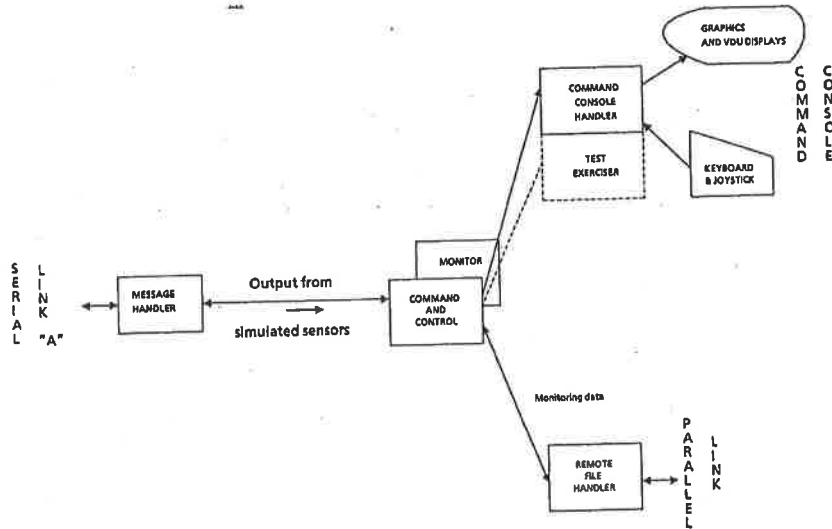 GRAPHICS
AND VDU DISPLAYS
COMMAND
CONSOLE
COMMAND
CONSOLE
HANDLER
TEST
EXERCISER
KEYBOARD
& JOYSTICK
MONITOR
SERIAL
LINK
"A"
MESSAGE
HANDLER
Output from
simulated sensors
COMMAND
AND
CONTROL
Monitoring data
PARALLEL
LINK
REMOTE
FILE
HANDLER